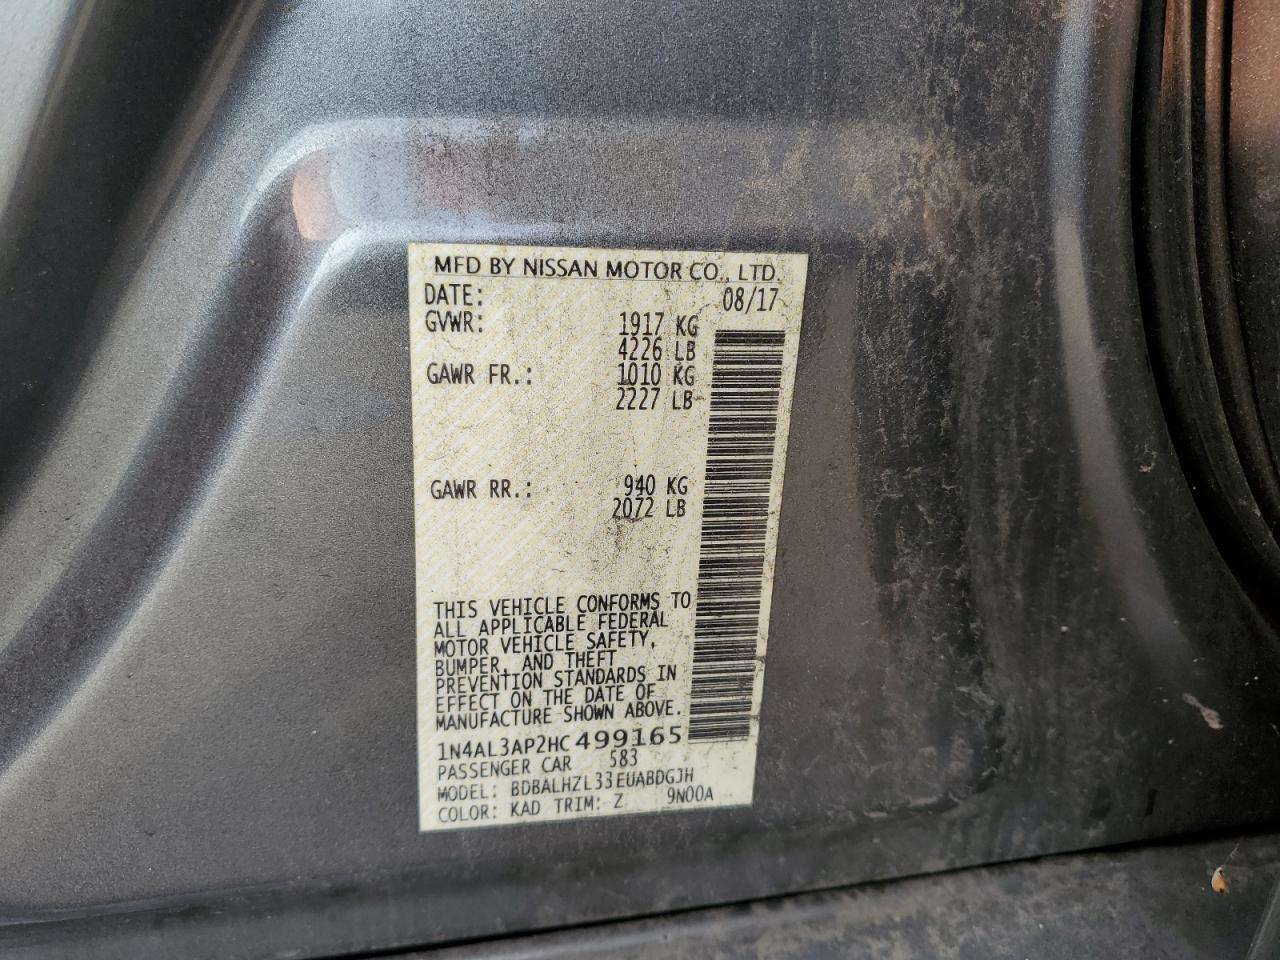 MFD BY NISSAN MOTOR CO., LTD.
DATE: 08/17
GVWR: 1917 KG
4226 LB
GAWR FR.: 1010 KG
2227 LB
GAWR RR.: 940 KG
2072 LB
THIS VEHICLE CONFORMS TO
ALL APPLICABLE FEDERAL
MOTOR VEHICLE SAFETY,
BUMPER, AND THEFT
PREVENTION STANDARDS IN
EFFECT ON THE DATE OF
MANUFACTURE SHOWN ABOVE.
1N4AL3AP2HC499165
PASSENGER CAR 583
MODEL: BDBALHZL33EUABDGJH
COLOR: KAD TRIM: Z 9N00A